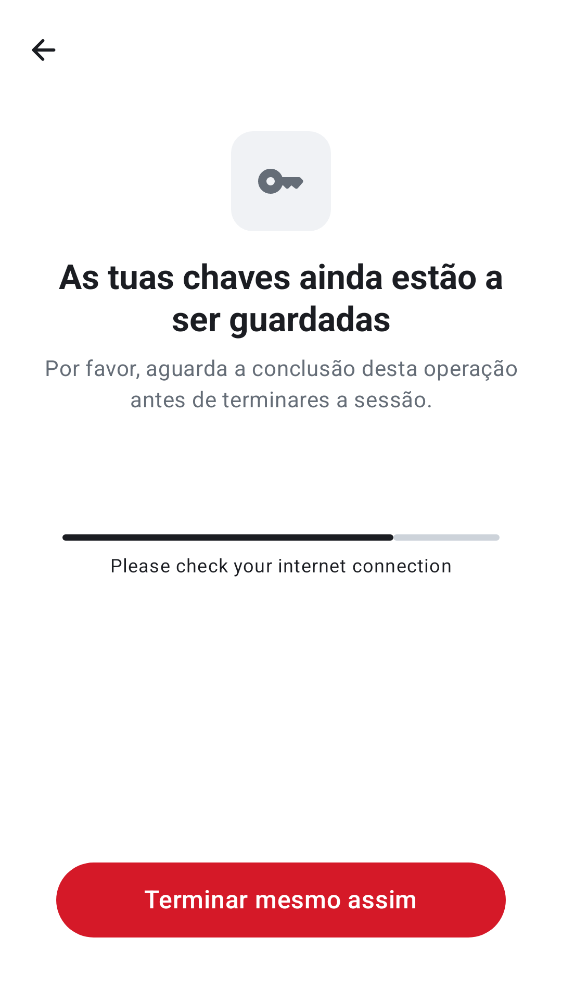 As tuas chaves ainda estão a
ser guardadas
Por favor, aguarda a conclusão desta operação
antes de terminares a sessão.
Please check your internet connection
Terminar mesmo assim